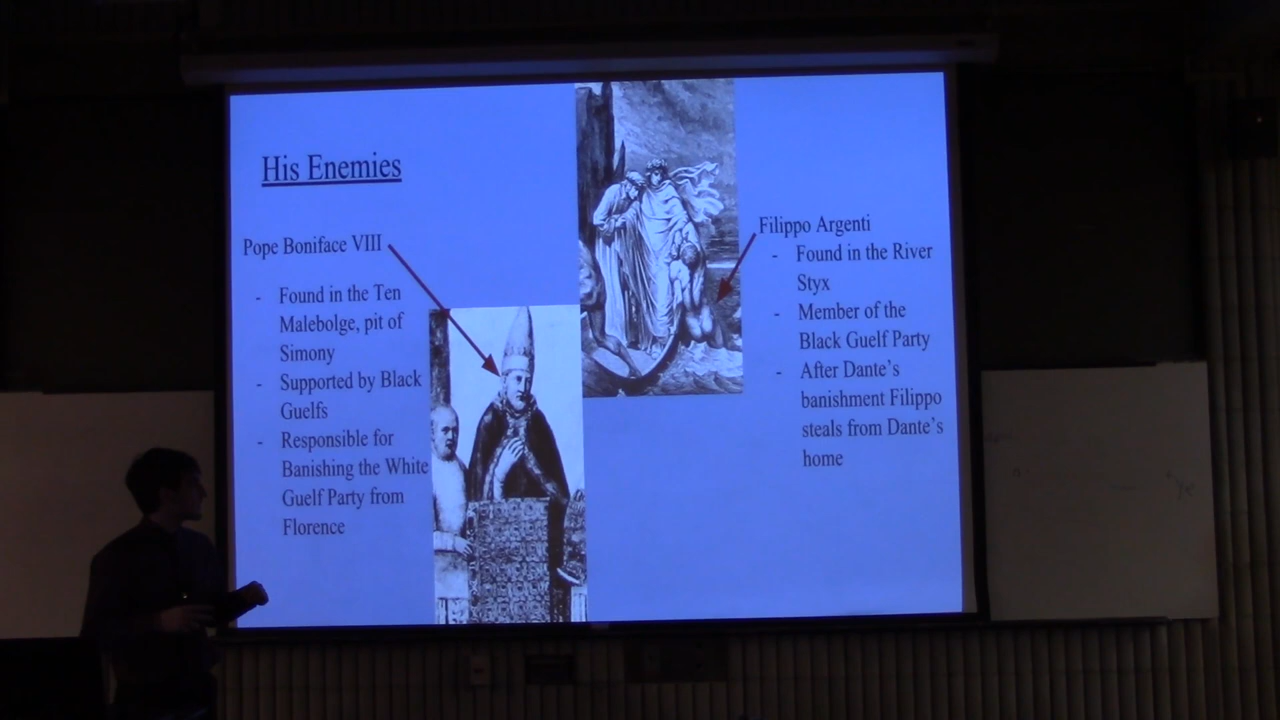 His Enemies
Pope Boniface VIII
- Found in the Ten
Malebolge, pit of
Simony
- Supported by Black
Guelfs
- Responsible for
Banishing the White
Guelf Party from
Florence
Filippo Argenti
- Found in the River
Styx
- Member of the
Black Guelf Party
- After Dante's
banishment Filippo
steals from Dante's
home